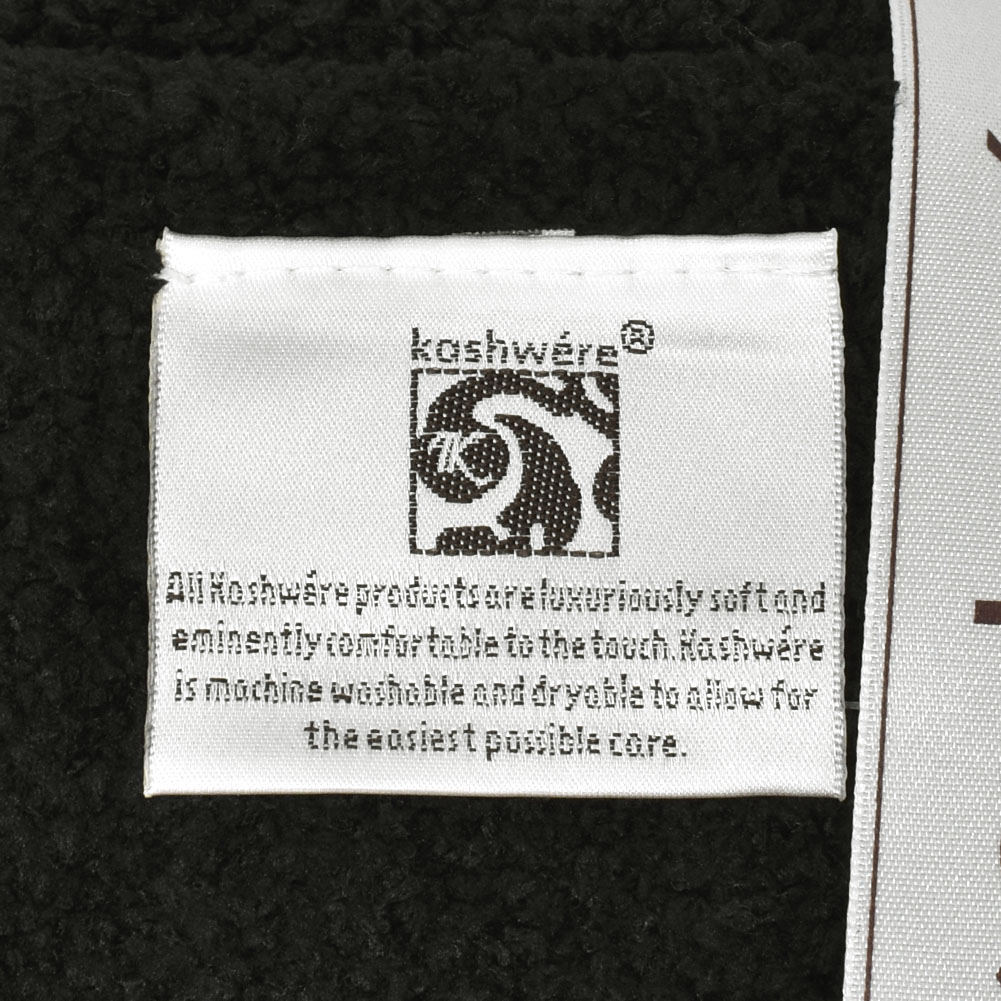 kashwére®
AK
All Kashwére products are luxuriously soft and
eminently comfortable to the touch. Kashwére
is machine washable and dryable to allow for
the easiest possible care.